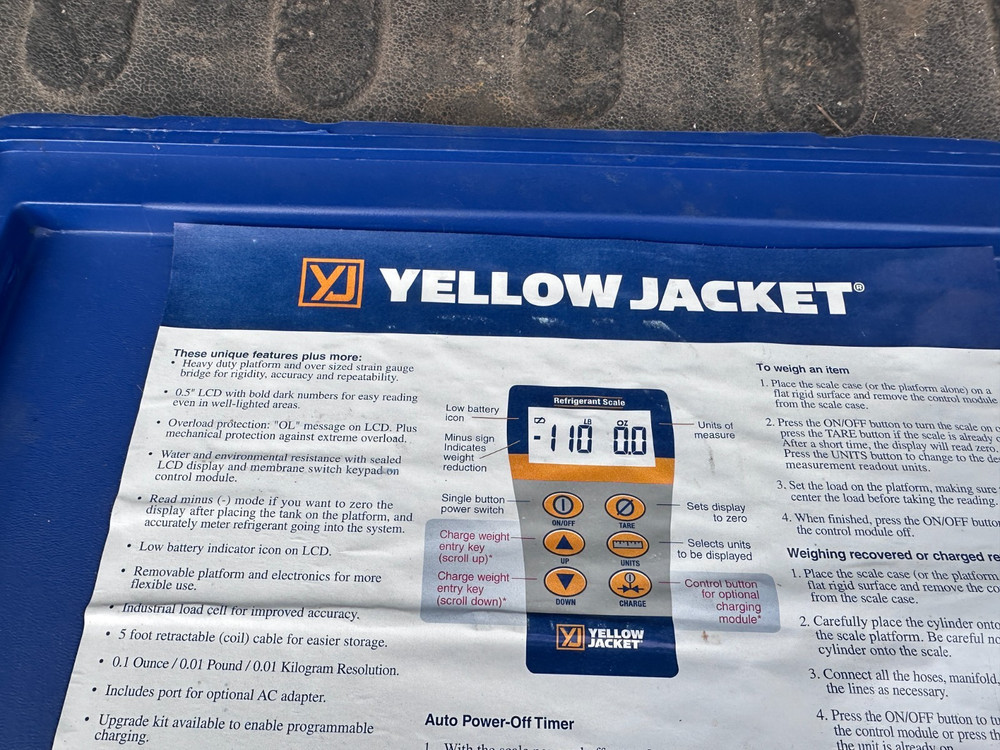 YJ YELLOW JACKET®
These unique features plus more:
• Heavy duty platform and over sized strain gauge
bridge for rigidity, accuracy and repeatability.
• 0.5" LCD with bold dark numbers for easy reading
even in well-lighted areas.
• Overload protection: "OL" message on LCD. Plus
mechanical protection against extreme overload.
• Water and environmental resistance with sealed
LCD display and membrane switch keypad on
control module.
• Read minus (-) mode if you want to zero the
display after placing the tank on the platform, and
accurately meter refrigerant going into the system.
• Low battery indicator icon on LCD.
• Removable platform and electronics for more
flexible use.
• Industrial load cell for improved accuracy.
• 5 foot retractable (coil) cable for easier storage.
• 0.1 Ounce / 0.01 Pound / 0.01 Kilogram Resolution.
• Includes port for optional AC adapter.
• Upgrade kit available to enable programmable
charging.
Low battery
icon
Minus sign
Indicates
weight
reduction
Single button
power switch
Charge weight
entry key
(scroll up)*
Charge weight
entry key
(scroll down)*
Refrigerant Scale
LB OZ
-110 0.0
ON/OFF TARE
UP UNITS
DOWN CHARGE
YJ YELLOW
JACKET
Units of
measure
Sets display
to zero
Selects units
to be displayed
Control button
for optional
charging
module*
Auto Power-Off Timer
1. With the scale
To weigh an item
1. Place the scale case (or the platform alone) on a
flat rigid surface and remove the control module
from the scale case.
2. Press the ON/OFF button to turn the scale on o
press the TARE button if the scale is already o
After a short time, the display will read zero.
Press the UNITS button to change to the de
measurement readout units.
3. Set the load on the platform, making sure
center the load before taking the reading.
4. When finished, press the ON/OFF butto
the control module off.
Weighing recovered or charged re
1. Place the scale case (or the platform
flat rigid surface and remove the co
from the scale case.
2. Carefully place the cylinder onto
the scale platform. Be careful no
cylinder onto the scale.
3. Connect all the hoses, manifold,
the lines as necessary.
4. Press the ON/OFF button to tu
the control module or press th
the unit is already on.